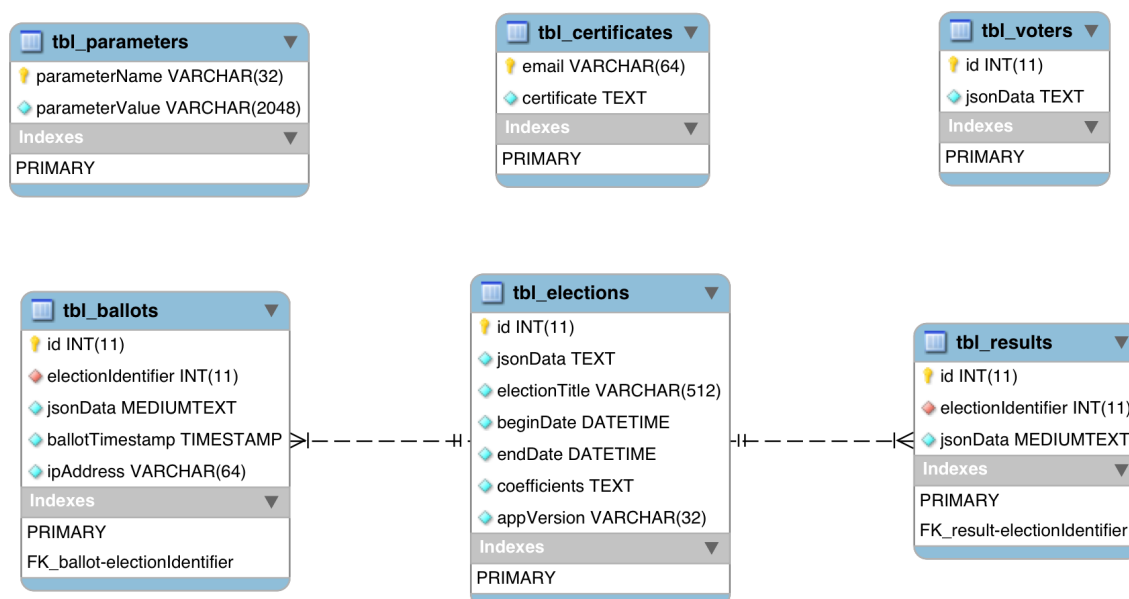 tbl_parameters
parameterName VARCHAR(32)
parameterValue VARCHAR(2048)
Indexes
PRIMARY
tbl_certificates
email VARCHAR(64)
certificate TEXT
Indexes
PRIMARY
tbl_voters
id INT(11)
jsonData TEXT
Indexes
PRIMARY
tbl_ballots
id INT(11)
electionIdentifier INT(11)
jsonData MEDIUMTEXT
ballotTimestamp TIMESTAMP
ipAddress VARCHAR(64)
Indexes
PRIMARY
FK_ballot-electionIdentifier
tbl_elections
id INT(11)
jsonData TEXT
electionTitle VARCHAR(512)
beginDate DATETIME
endDate DATETIME
coefficients TEXT
appVersion VARCHAR(32)
Indexes
PRIMARY
tbl_results
id INT(11)
electionIdentifier INT(11)
jsonData MEDIUMTEXT
Indexes
PRIMARY
FK_result-electionIdentifier